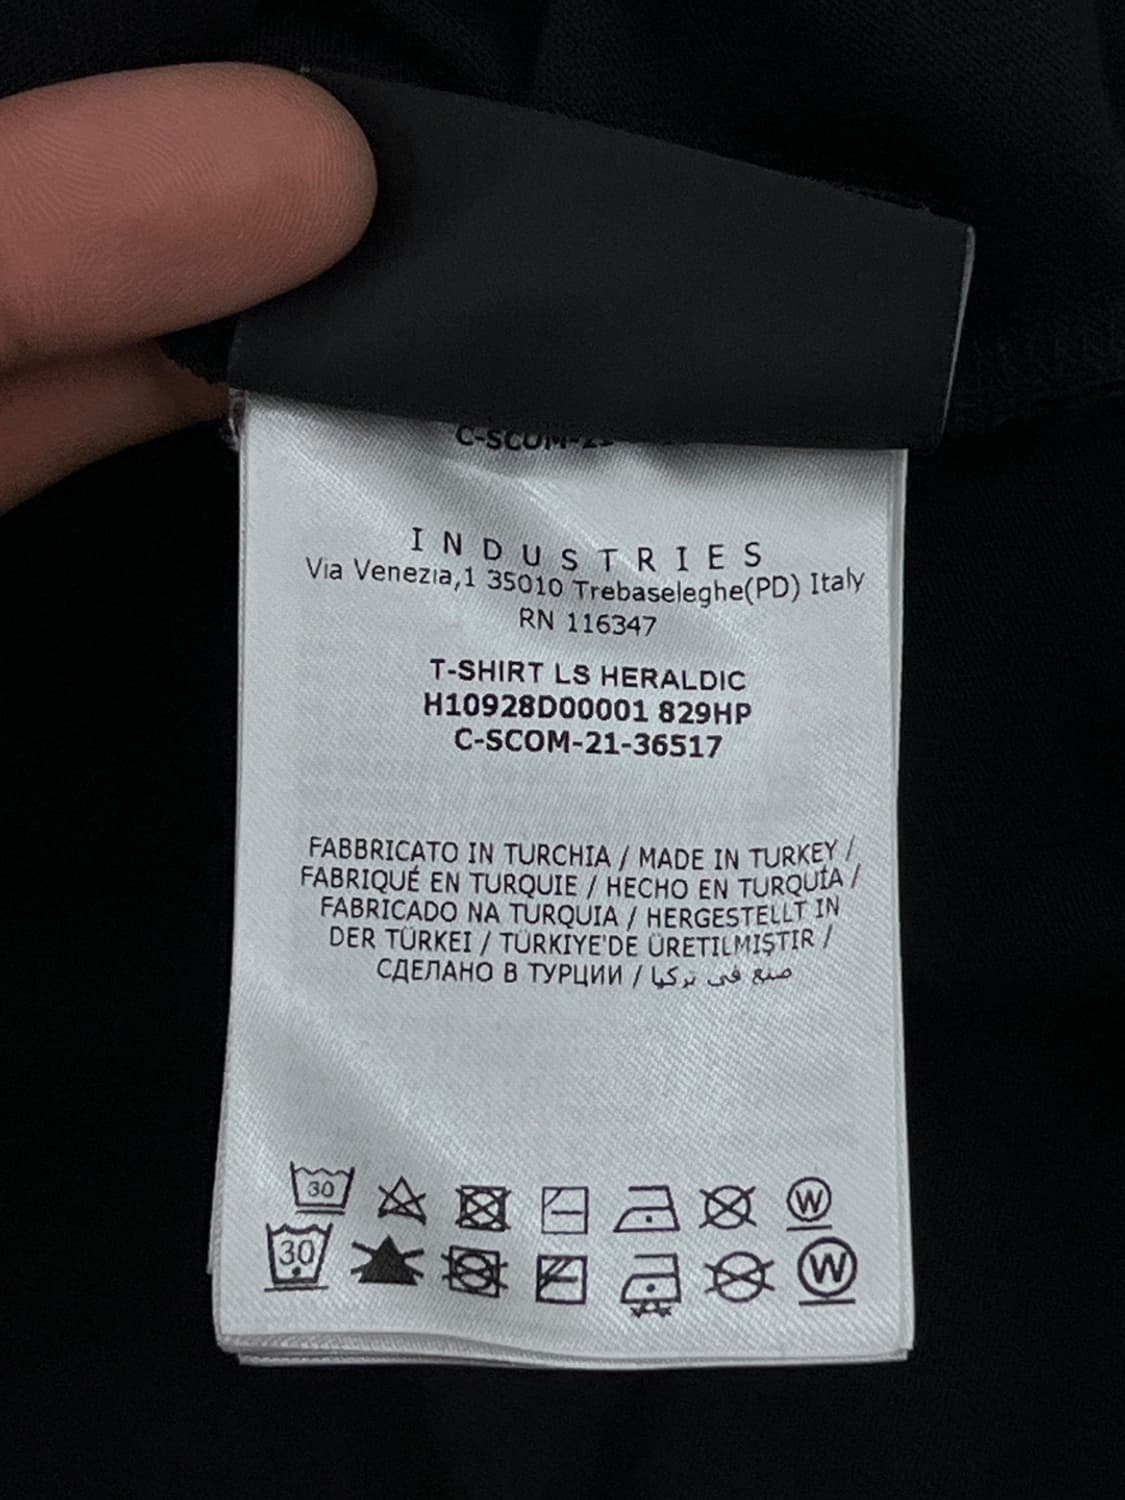 C-SCOM-21
INDUSTRIES
Via Venezia,1 35010 Trebaseleghe(PD) Italy
RN 116347
T-SHIRT LS HERALDIC
H10928D00001 829HP
C-SCOM-21-36517
FABBRICATO IN TURCHIA / MADE IN TURKEY /
FABRIQUÉ EN TURQUIE / HECHO EN TURQUÍA /
FABRICADO NA TURQUIA / HERGESTELLT IN
DER TÜRKEI / TÜRKIYE'DE ÜRETILMIŞTIR /
СДЕЛАНО В ТУРЦИИ / صنع في تركيا
30
W
30
W